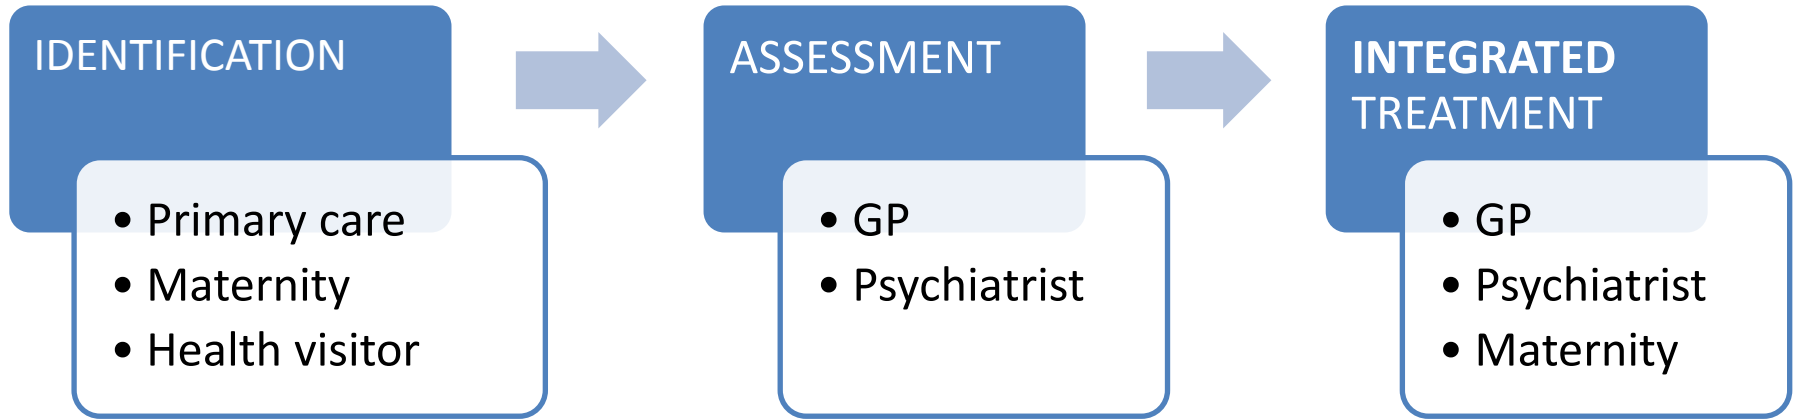 IDENTIFICATION
• Primary care
• Maternity
• Health visitor
ASSESSMENT
• GP
• Psychiatrist
INTEGRATED
TREATMENT
• GP
• Psychiatrist
• Maternity